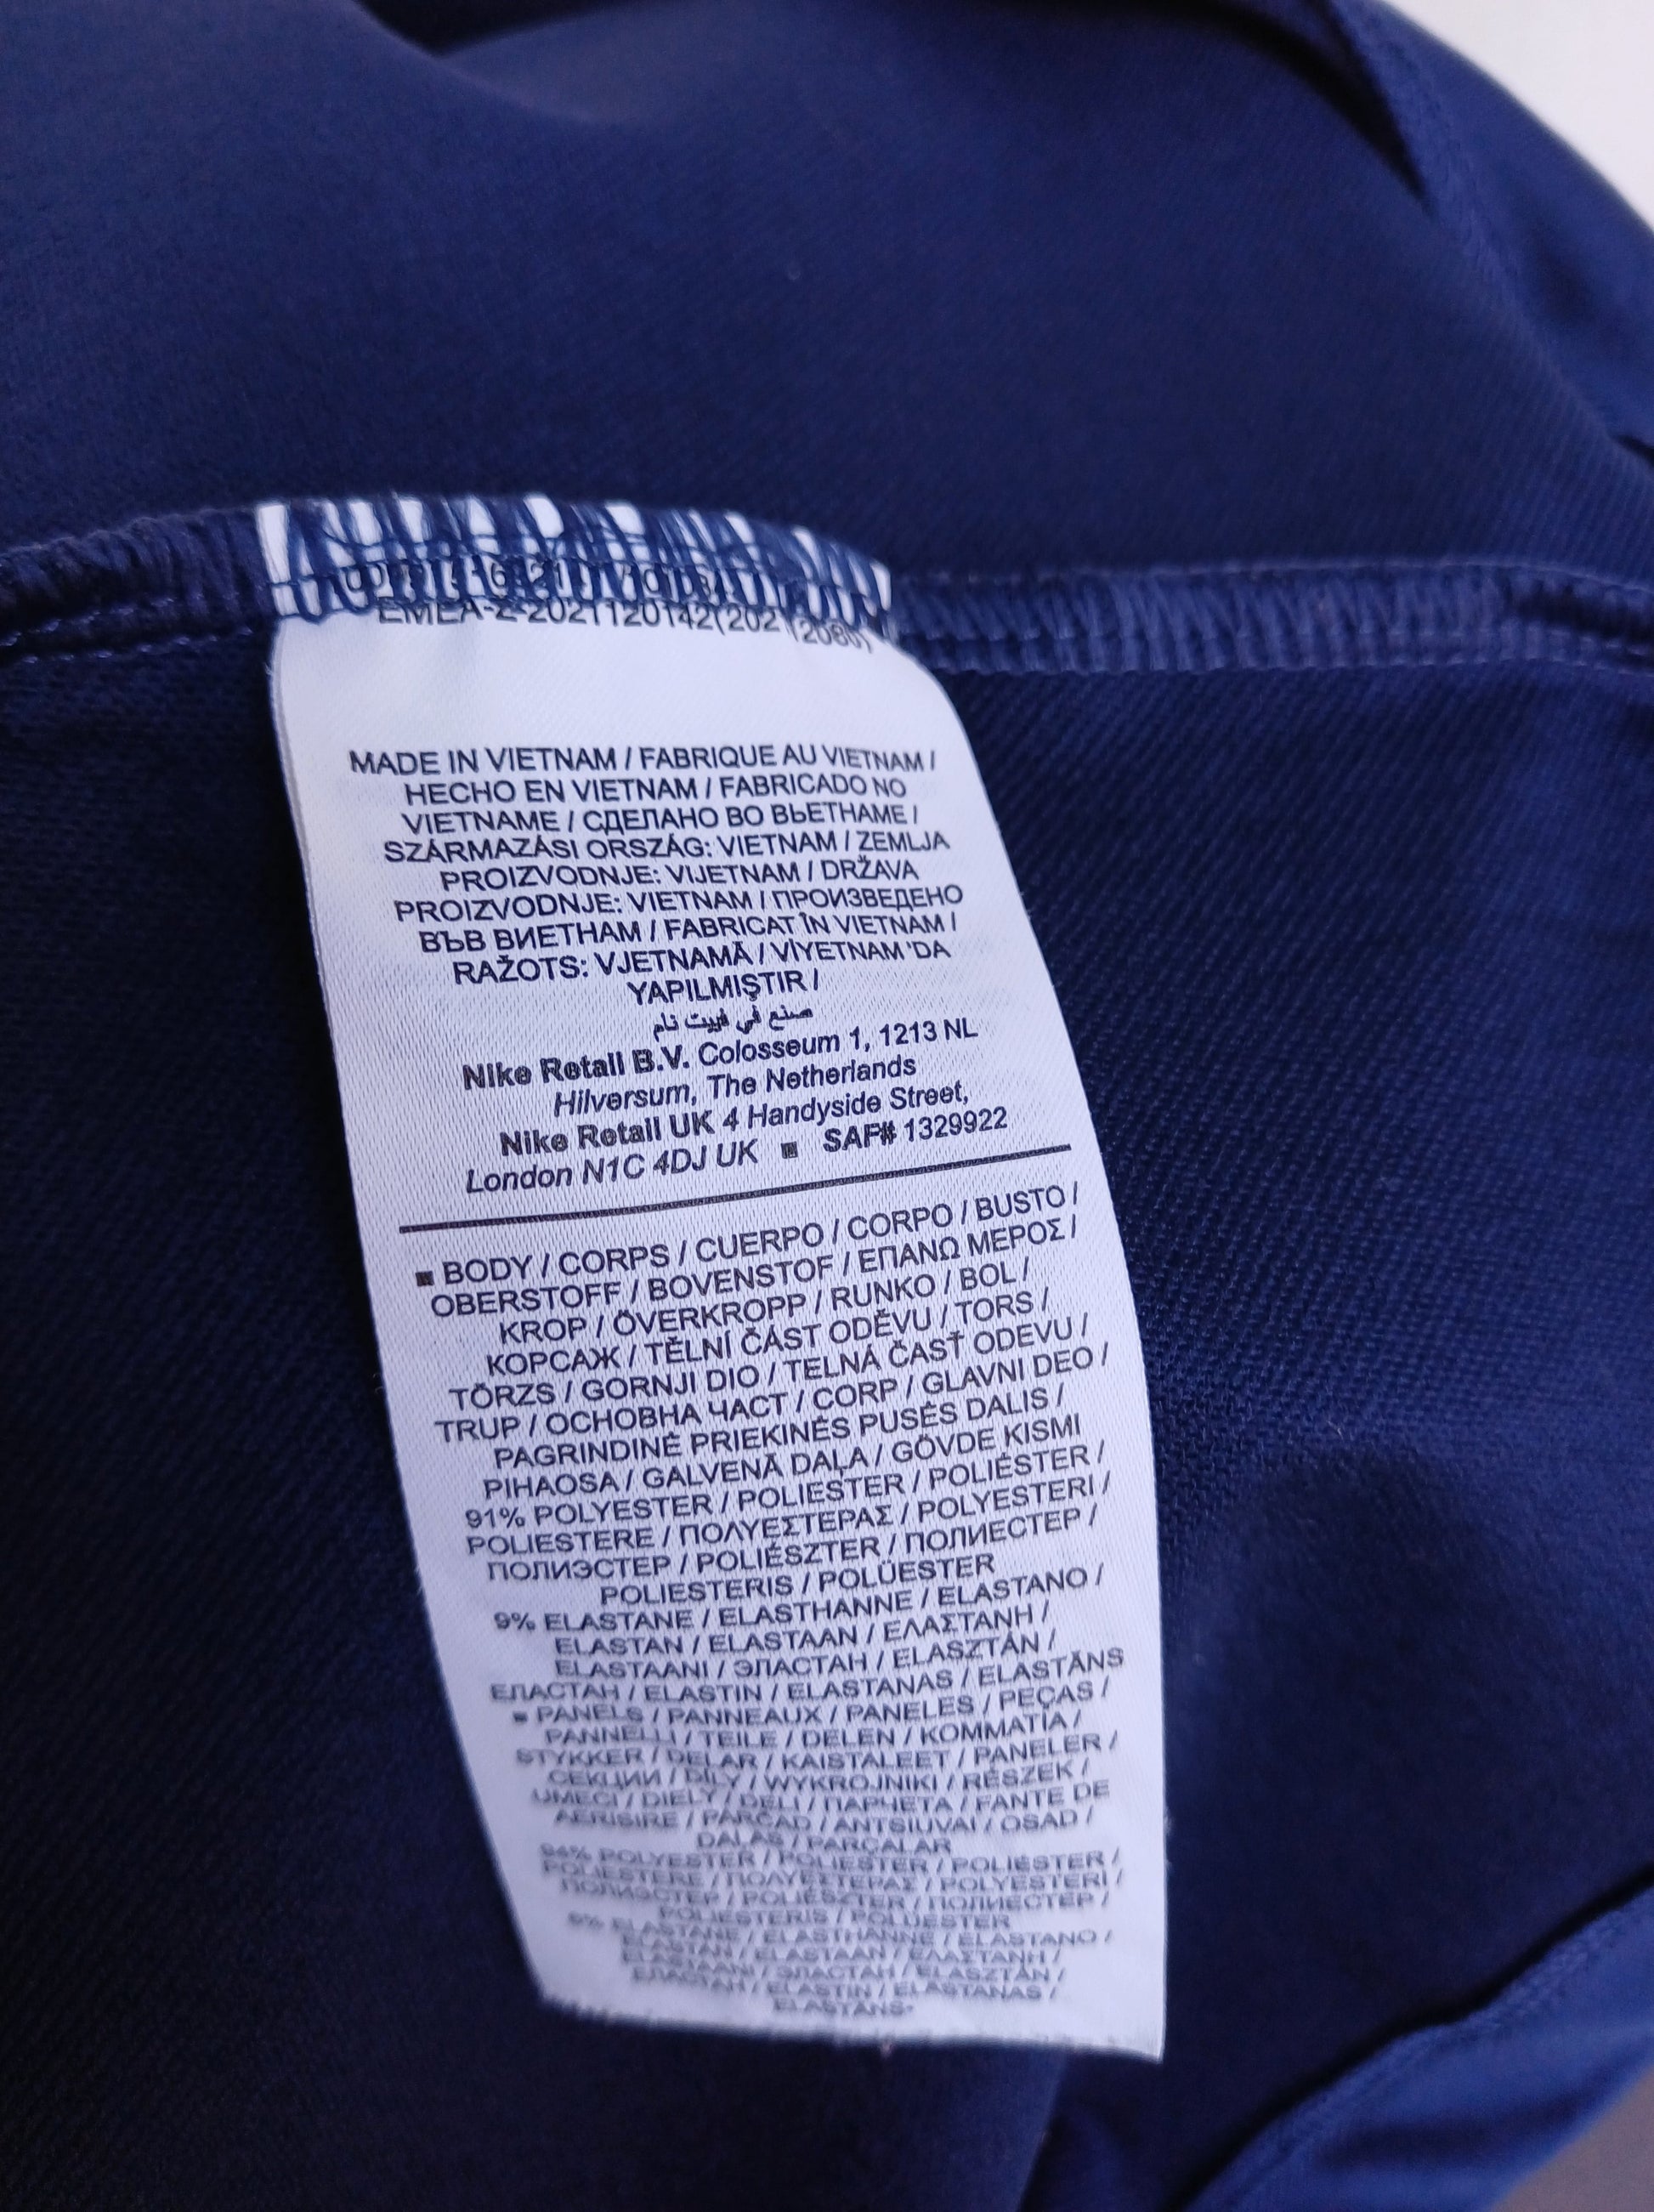 EMEA-2-2021120142(202112080)
MADE IN VIETNAM / FABRIQUE AU VIETNAM /
HECHO EN VIETNAM / FABRICADO NO
VIETNAME / СДЕЛАНО ВО ВЬЕТНАМЕ /
SZÁRMAZÁSI ORSZÁG: VIETNAM / ZEMLJA
PROIZVODNJE: VIJETNAM / DRŽAVA
PROIZVODNJE: VIETNAM / ПРОИЗВЕДЕНО
ВЪВ ВИЕТНАМ / FABRICAT ÎN VIETNAM /
RAŽOTS: VJETNAMĀ / VİYETNAM'DA
YAPILMIŞTIR /
صنع في فييت نام
Nike Retail B.V. Colosseum 1, 1213 NL
Hilversum, The Netherlands
Nike Retail UK 4 Handyside Street,
London N1C 4DJ UK ■ SAF# 1329922
■ BODY / CORPS / CUERPO / CORPO / BUSTO /
OBERSTOFF / BOVENSTOF / ΕΠΑΝΩ ΜΕΡΟΣ /
KROP / ÖVERKROPP / RUNKO / BOL /
КОРСАЖ / TĚLNÍ ČÁST ODĚVU / TORS /
TÖRZS / GORNJI DIO / TELNÁ ČASŤ ODEVU /
TRUP / ОСНОВНА ЧАСТ / CORP / GLAVNI DEO /
PAGRINDINĖ PRIEKINĖS PUSĖS DALIS /
PIHAOSA / GALVENĀ DAĻA / GÖVDE KISMI
91% POLYESTER / POLIESTER / POLIÉSTER /
POLIESTERE / ΠΟΛΥΕΣΤΕΡΑΣ / POLYESTERI /
ПОЛИЭСТЕР / POLIÉSZTER / ПОЛИЕСТЕР /
POLIESTERIS / POLÜESTER
9% ELASTANE / ELASTHANNE / ELASTANO /
ELASTAN / ELASTAAN / ΕΛΑΣΤΑΝΗ /
ELASTAANI / ЭЛАСТАН / ELASZTÁN /
ЕЛАСТАН / ELASTIN / ELASTANAS / ELASTĀNS
■ PANELS / PANNEAUX / PANELES / PEÇAS /
PANNELLI / TEILE / DELEN / ΚΟΜΜΑΤΙΑ /
STYKKER / DELAR / KAISTALEET / PANELER /
СЕКЦИИ / DÍLY / WYKROJNIKI / RÉSZEK /
UMECI / DIELY / DELI / ПАРЧЕТА / FANTE DE
AERISIRE / PARČAD / ANTSIUVAI / OSAD /
DAĻAS / PARÇALAR
94% POLYESTER / POLIESTER / POLIÉSTER /
POLIESTERE / ΠΟΛΥΕΣΤΕΡΑΣ / POLYESTERI /
ПОЛИЭСТЕР / POLIÉSZTER / ПОЛИЕСТЕР /
POLIESTERIS / POLÜESTER
6% ELASTANE / ELASTHANNE / ELASTANO /
ELASTAN / ELASTAAN / ΕΛΑΣΤΑΝΗ /
ELASTAANI / ЭЛАСТАН / ELASZTÁN /
ЕЛАСТАН / ELASTIN / ELASTANAS /
ELASTĀNS